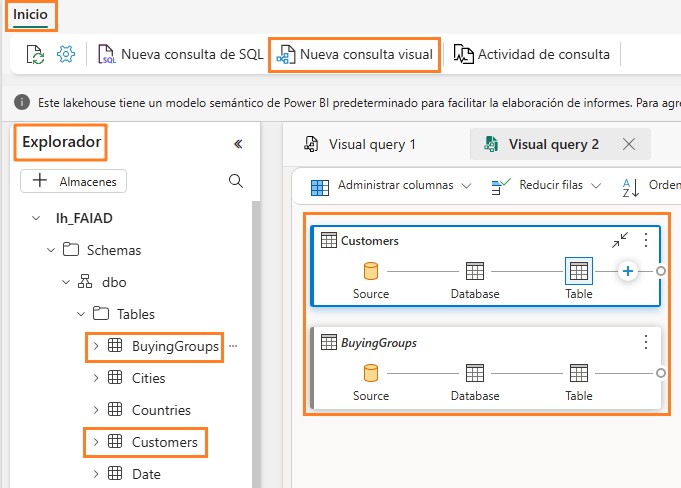 Inicio
SQL Nueva consulta de SQL Nueva consulta visual Actividad de consulta
Este lakehouse tiene un modelo semántico de Power BI predeterminado para facilitar la elaboración de informes. Para agre
Explorador
Visual query 1 Visual query 2
Almacenes
Administrar columnas Reducir filas A Z Orden
lh_FAIAD
Schemas
dbo
Tables
BuyingGroups
Cities
Countries
Customers
Date
Customers
Source Database Table
BuyingGroups
Source Database Table